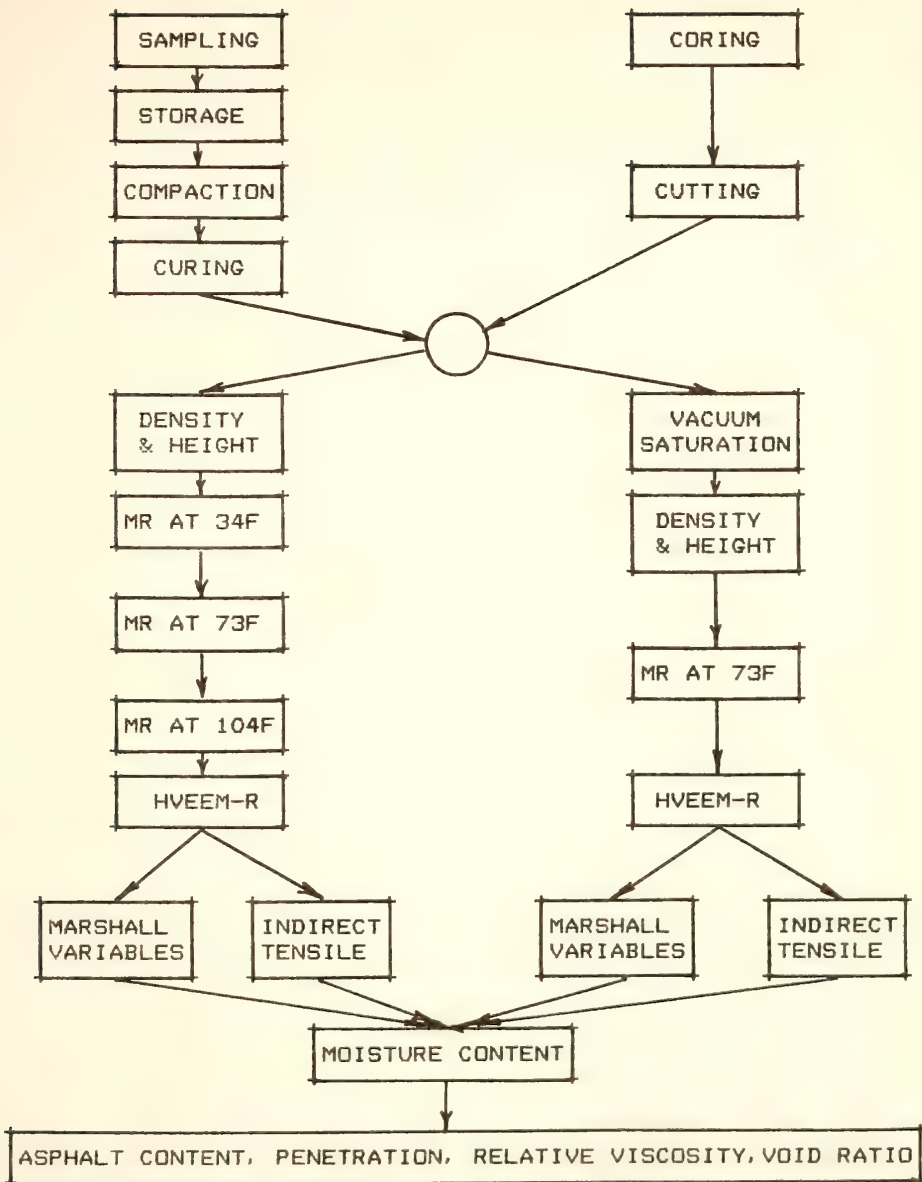 SAMPLING
CORING
STORAGE
COMPACTION
CUTTING
CURING
DENSITY
& HEIGHT
VACUUM
SATURATION
MR AT 34F
DENSITY
& HEIGHT
MR AT 73F
MR AT 73F
MR AT 104F
HVEEM-R
HVEEM-R
MARSHALL
VARIABLES
INDIRECT
TENSILE
MARSHALL
VARIABLES
INDIRECT
TENSILE
MOISTURE CONTENT
ASPHALT CONTENT, PENETRATION, RELATIVE VISCOSITY, VOID RATIO